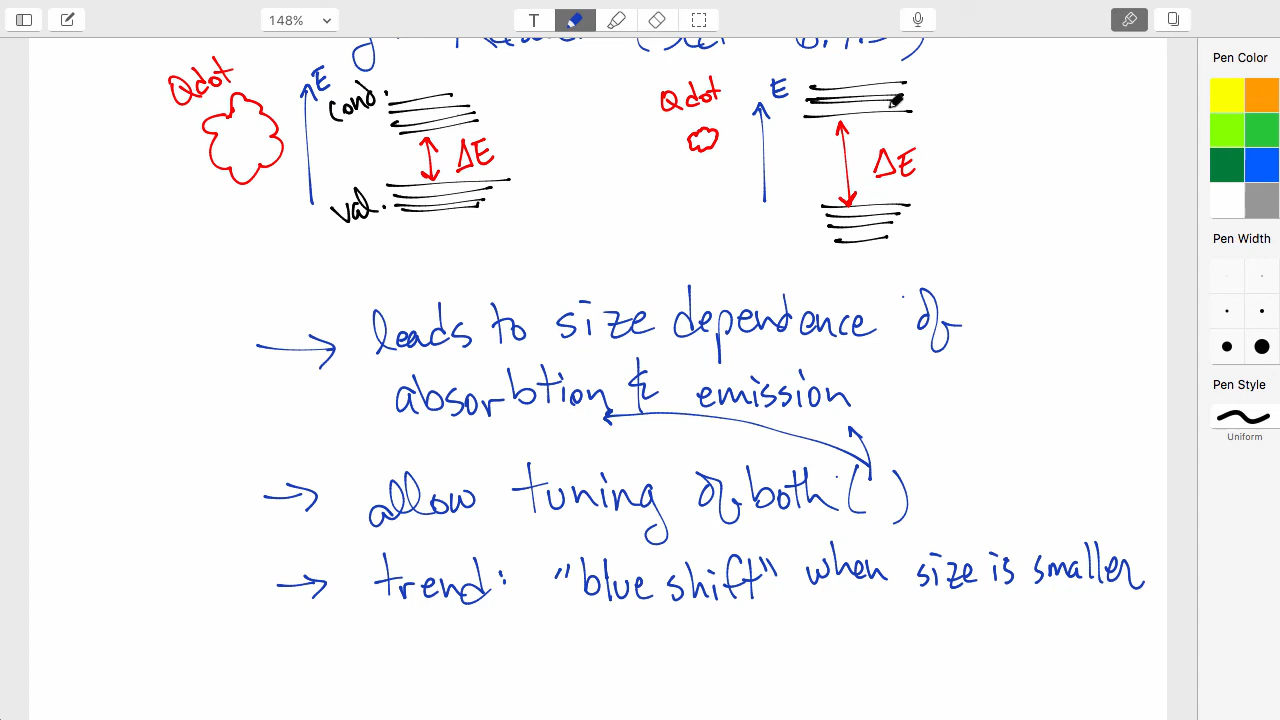 148%
T
Pen Color
Qdot
E
cond.
Qdot
E
ΔE
ΔE
val.
Pen Width
→ leads to size dependence of
absorbtion & emission
Pen Style
Uniform
→ allow tuning of both ( )
→ trend: "blue shift" when size is smaller